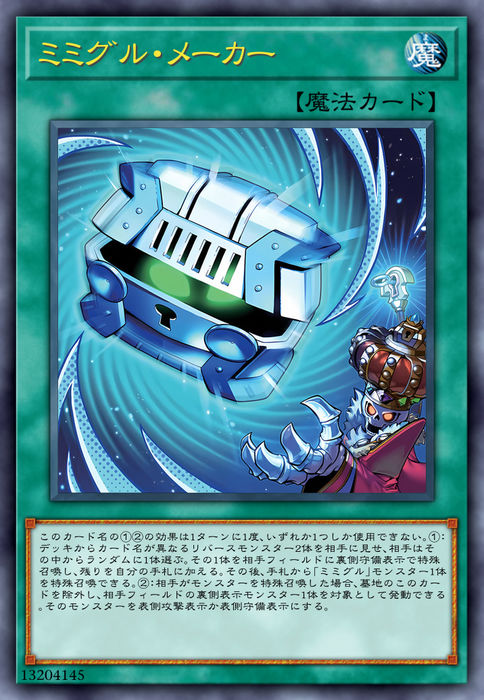 ミミグル・メーカー
魔
【魔法カード】
このカード名の①②の効果は1ターンに1度、いずれか1つしか使用できない。①:
デッキからカード名が異なるリバースモンスター2体を相手に見せ、相手はそ
の中からランダムに1体選ぶ。その1体を相手フィールドに裏側守備表示で特殊
召喚し、残りを自分の手札に加える。その後、手札から「ミミグル」モンスター1体
を特殊召喚できる。②:相手がモンスターを特殊召喚した場合、墓地のこのカー
ドを除外し、相手フィールドの裏側表示モンスター1体を対象として発動できる
。そのモンスターを表側攻撃表示か表側守備表示にする。
13204145